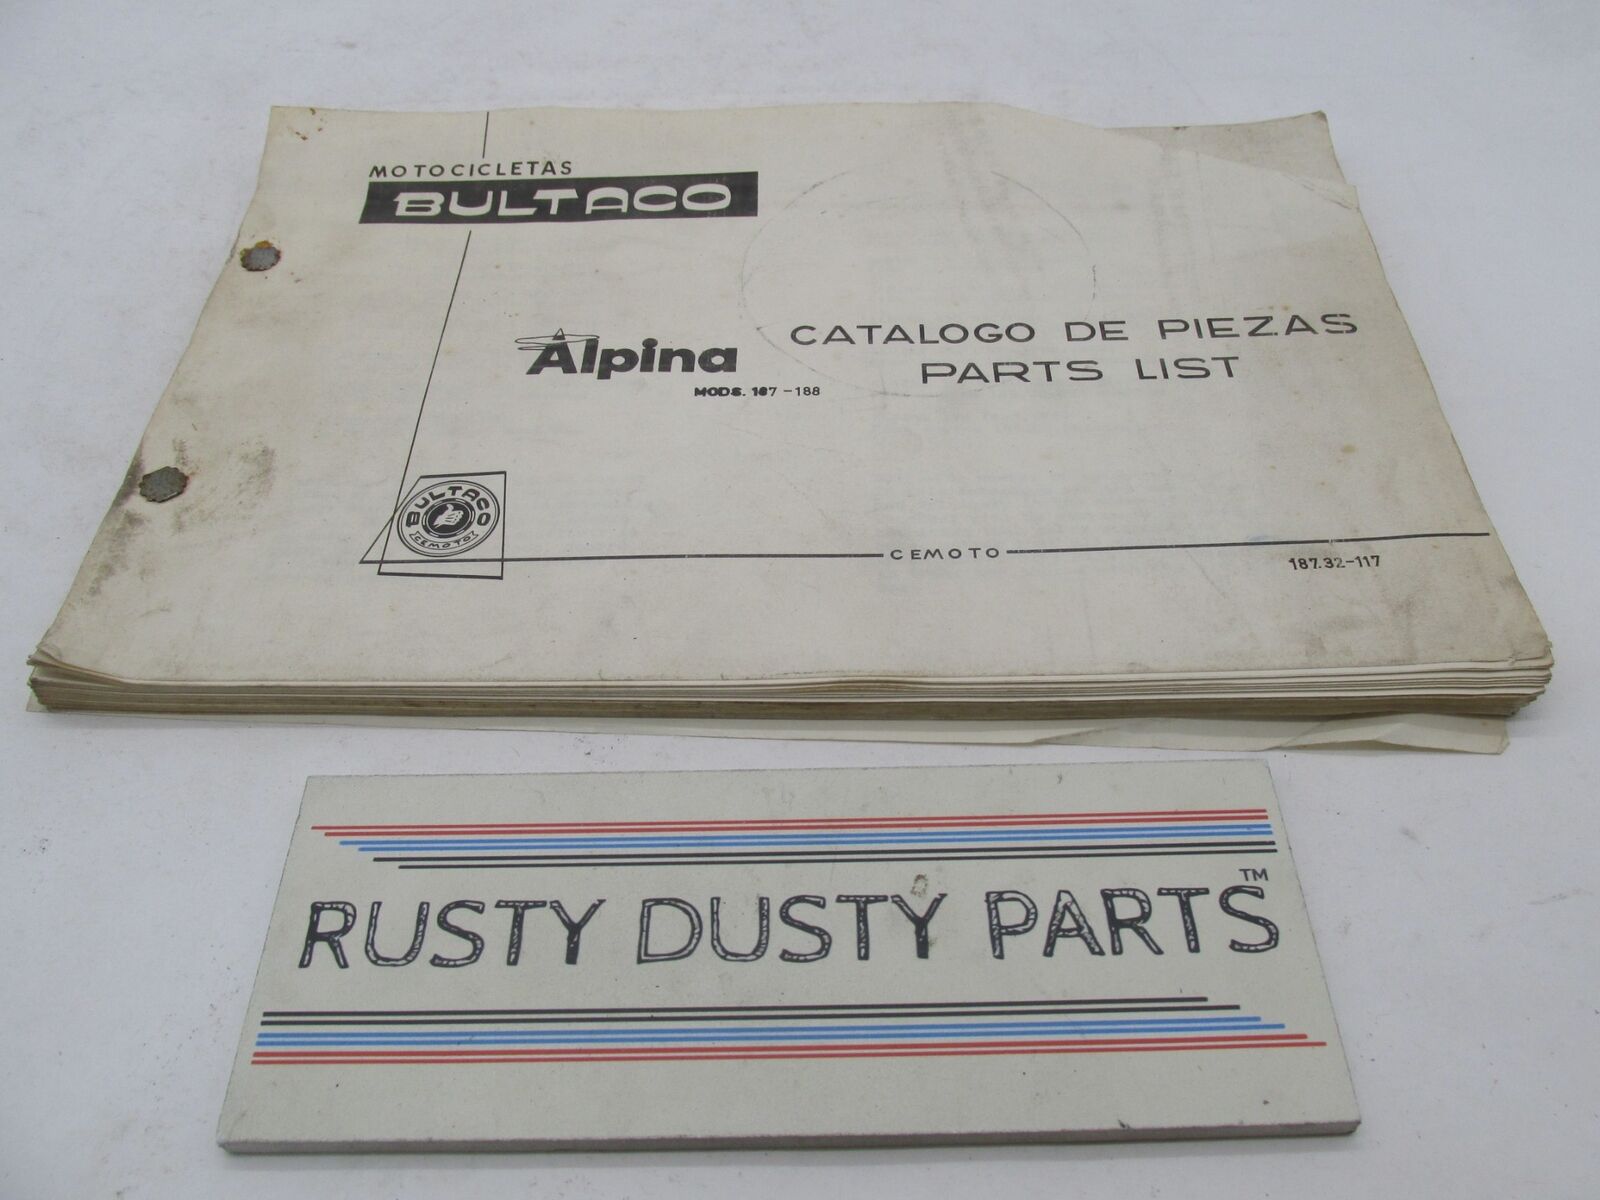 MOTOCICLETAS
BULTACO
Alpina
MODS. 187 - 188
CATALOGO DE PIEZAS
PARTS LIST
BULTACO
CEMOTO
CEMOTO
187.32-117
RUSTY DUSTY PARTS™